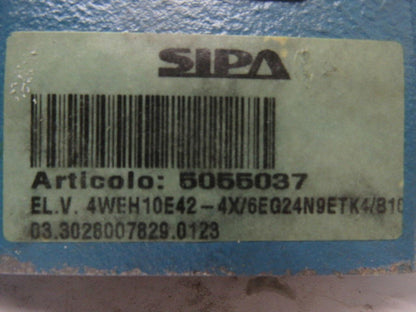 SIPA
Articolo: 5055037
EL.V. 4WEH10E42-4X/6EG24N9ETK4/B10
03.3026007829.0123